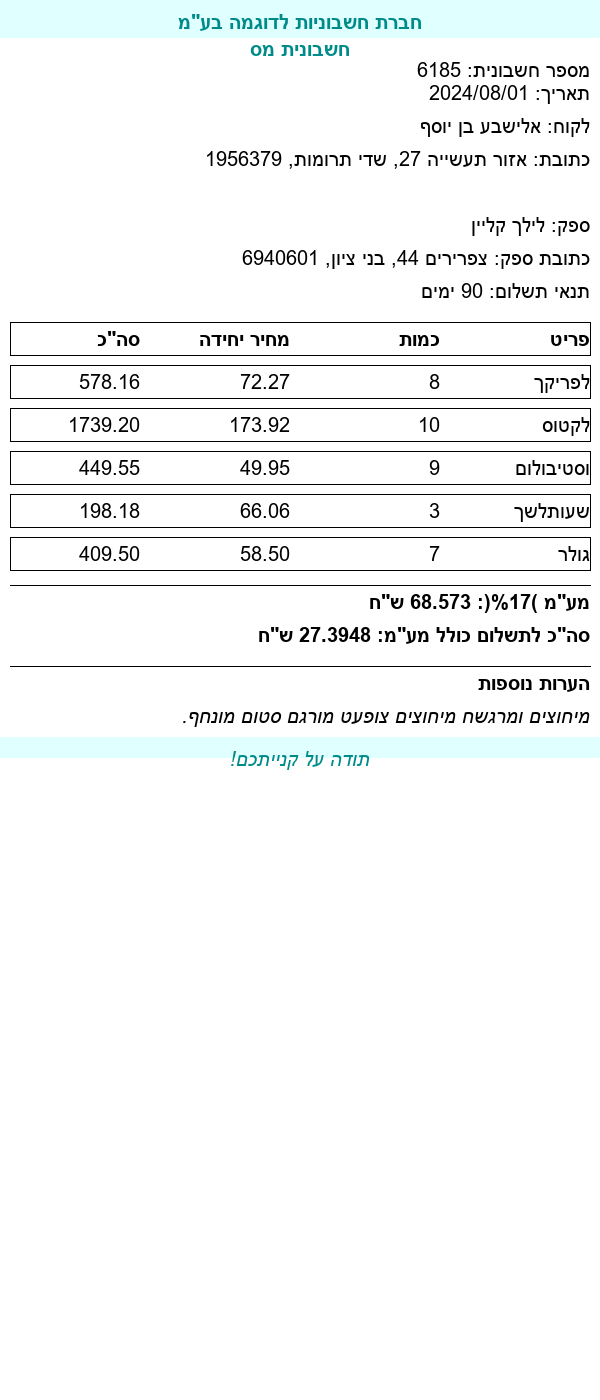 חברת חשבוניות לדוגמה בע"מ
חשבונית מס
מספר חשבונית: 6185
תאריך: 2024/08/01
לקוח: אלישבע בן יוסף
כתובת: אזור תעשייה 27, שדי תרומות, 1956379
ספק: לילך קליין
כתובת ספק: צפרירים 44, בני ציון, 6940601
תנאי תשלום: 90 ימים
פריט כמות מחיר יחידה סה"כ
לפריקך 8 72.27 578.16
לקטוס 10 173.92 1739.20
וסטיבולום 9 49.95 449.55
שעותלשך 3 66.06 198.18
גולר 7 58.50 409.50
מע"מ )17%(: 68.573 ש"ח
סה"כ לתשלום כולל מע"מ: 27.3948 ש"ח
הערות נוספות
מיחוצים ומרגשח מיחוצים צופעט מורגם סטום מונחף.
תודה על קנייתכם!